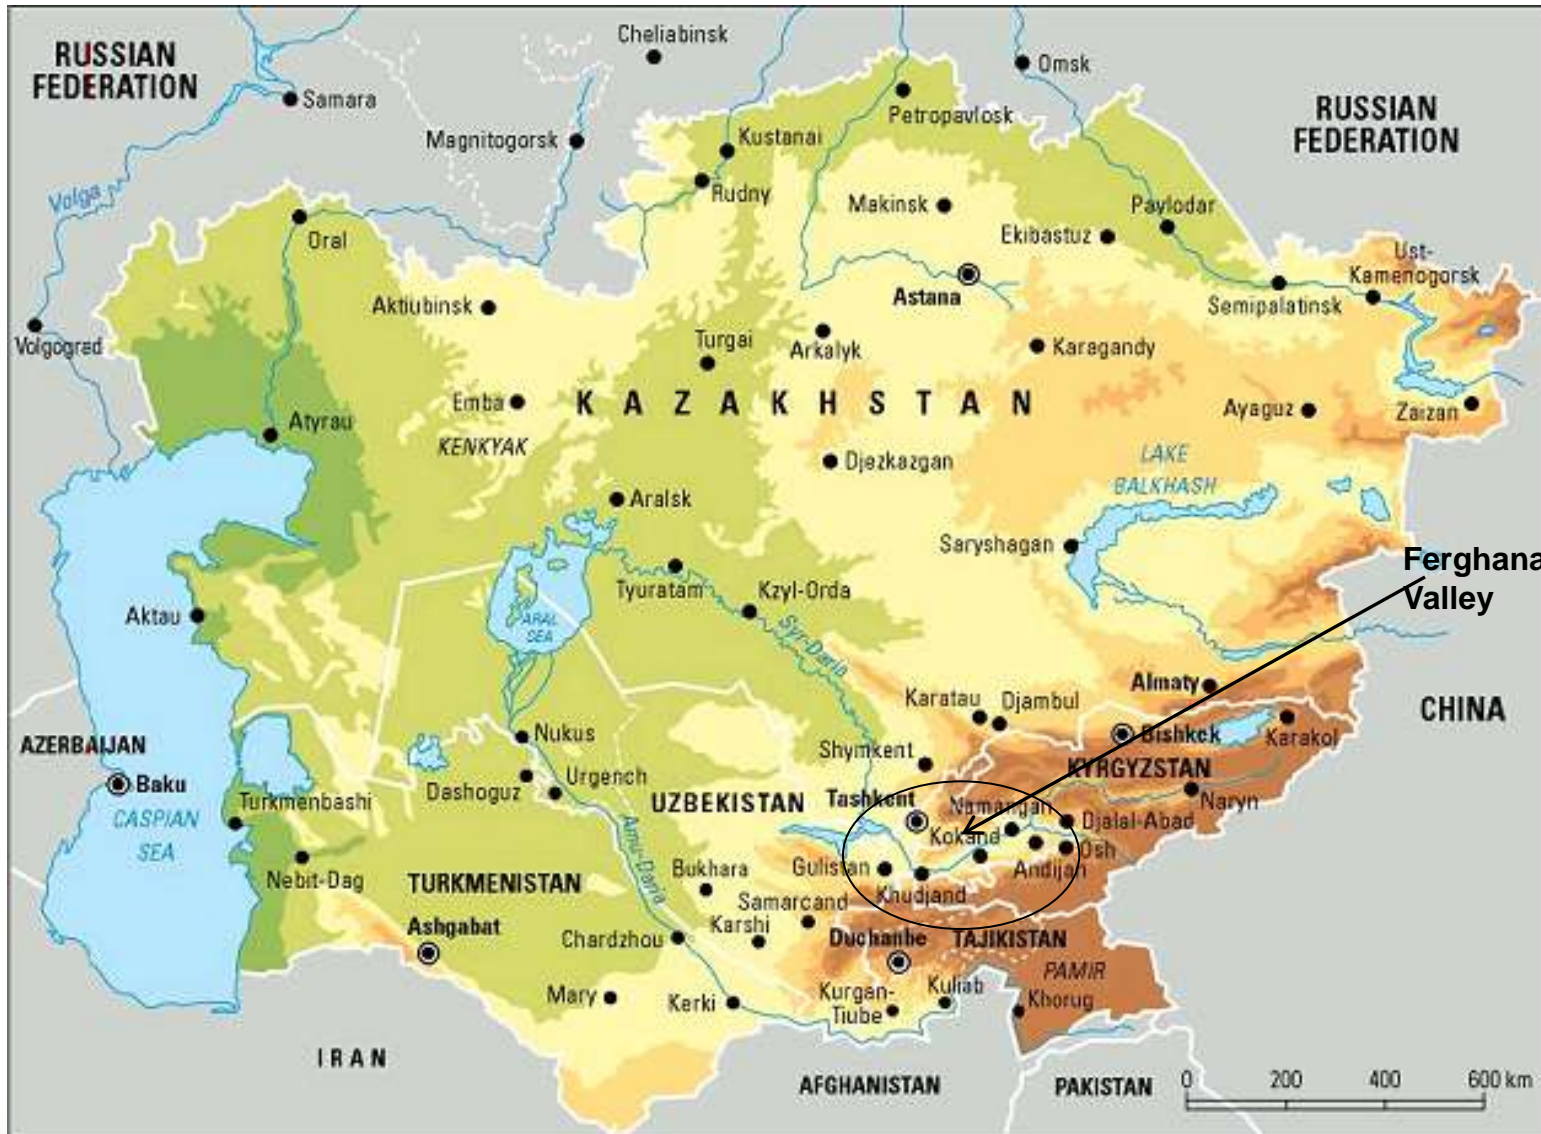 RUSSIAN
FEDERATION
Cheliabinsk
Omsk
Samara
Petropavlosk
RUSSIAN
FEDERATION
Magnitogorsk
Kustanai
Volga
Rudny
Makinsk
Pavlodar
Oral
Ekibastuz
Ust-
Kamenogorsk
Astana
Semipalatinsk
Aktiubinsk
Volgograd
Turgai
Arkalyk
Karagandy
Emba
KAZAKHSTAN
Ayaguz
Zaizan
Atyrau
KENKYAK
Djezkazgan
LAKE
BALKHASH
Aralsk
Saryshagan
Ferghana
Valley
Tyuratam
Kzyl-Orda
Aktau
ARAL
SEA
Syr-Daria
Almaty
Karatau
Djambul
CHINA
Nukus
Bishkek
Karakol
AZERBAIJAN
Shymkent
KYRGYZSTAN
Baku
Dashoguz
Urgench
Naryn
Turkmenbashi
UZBEKISTAN
Tashkent
Namangan
CASPIAN
SEA
Amu-Daria
Kokand
Djalal-Abad
Osh
Nebit-Dag
TURKMENISTAN
Bukhara
Gulistan
Andijan
Khudjand
Samarcand
Ashgabat
Chardzhou
Karshi
Duchanbe
TAJIKISTAN
PAMIR
Mary
Kerki
Kurgan-
Tiube
Kuliab
Khorug
IRAN
AFGHANISTAN
PAKISTAN
0 200 400 600 km